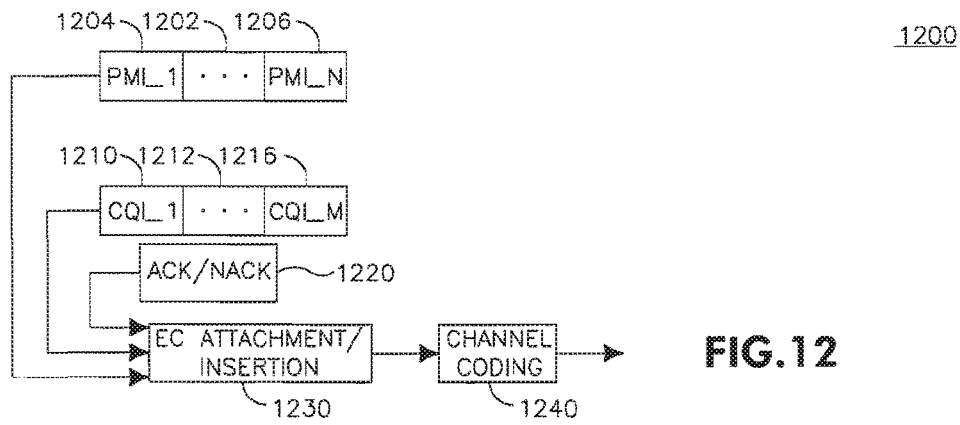 1204 1202 1206
1200
PMI_1 · · · PMI_N
1210 1212 1216
CQI_1 · · · CQI_M
ACK/NACK
1220
EC ATTACHMENT/
INSERTION
CHANNEL
CODING
FIG.12
1230
1240